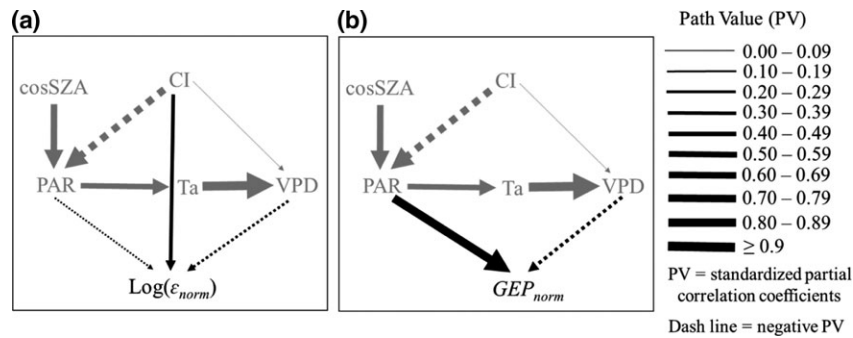 (a)
CI
cosSZA
PAR
Ta
VPD
Log(εnorm)
(b)
CI
cosSZA
PAR
Ta
VPD
GEPnorm
Path Value (PV)
0.00 – 0.09
0.10 – 0.19
0.20 – 0.29
0.30 – 0.39
0.40 – 0.49
0.50 – 0.59
0.60 – 0.69
0.70 – 0.79
0.80 – 0.89
≥ 0.9
PV = standardized partial
correlation coefficients
Dash line = negative PV